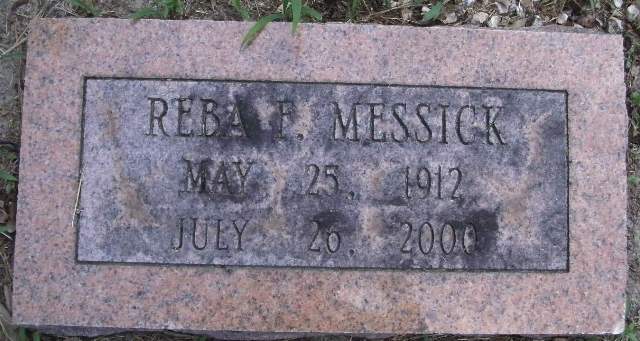 REBA F. MESSICK
MAY 25, 1912
JULY 26, 2000